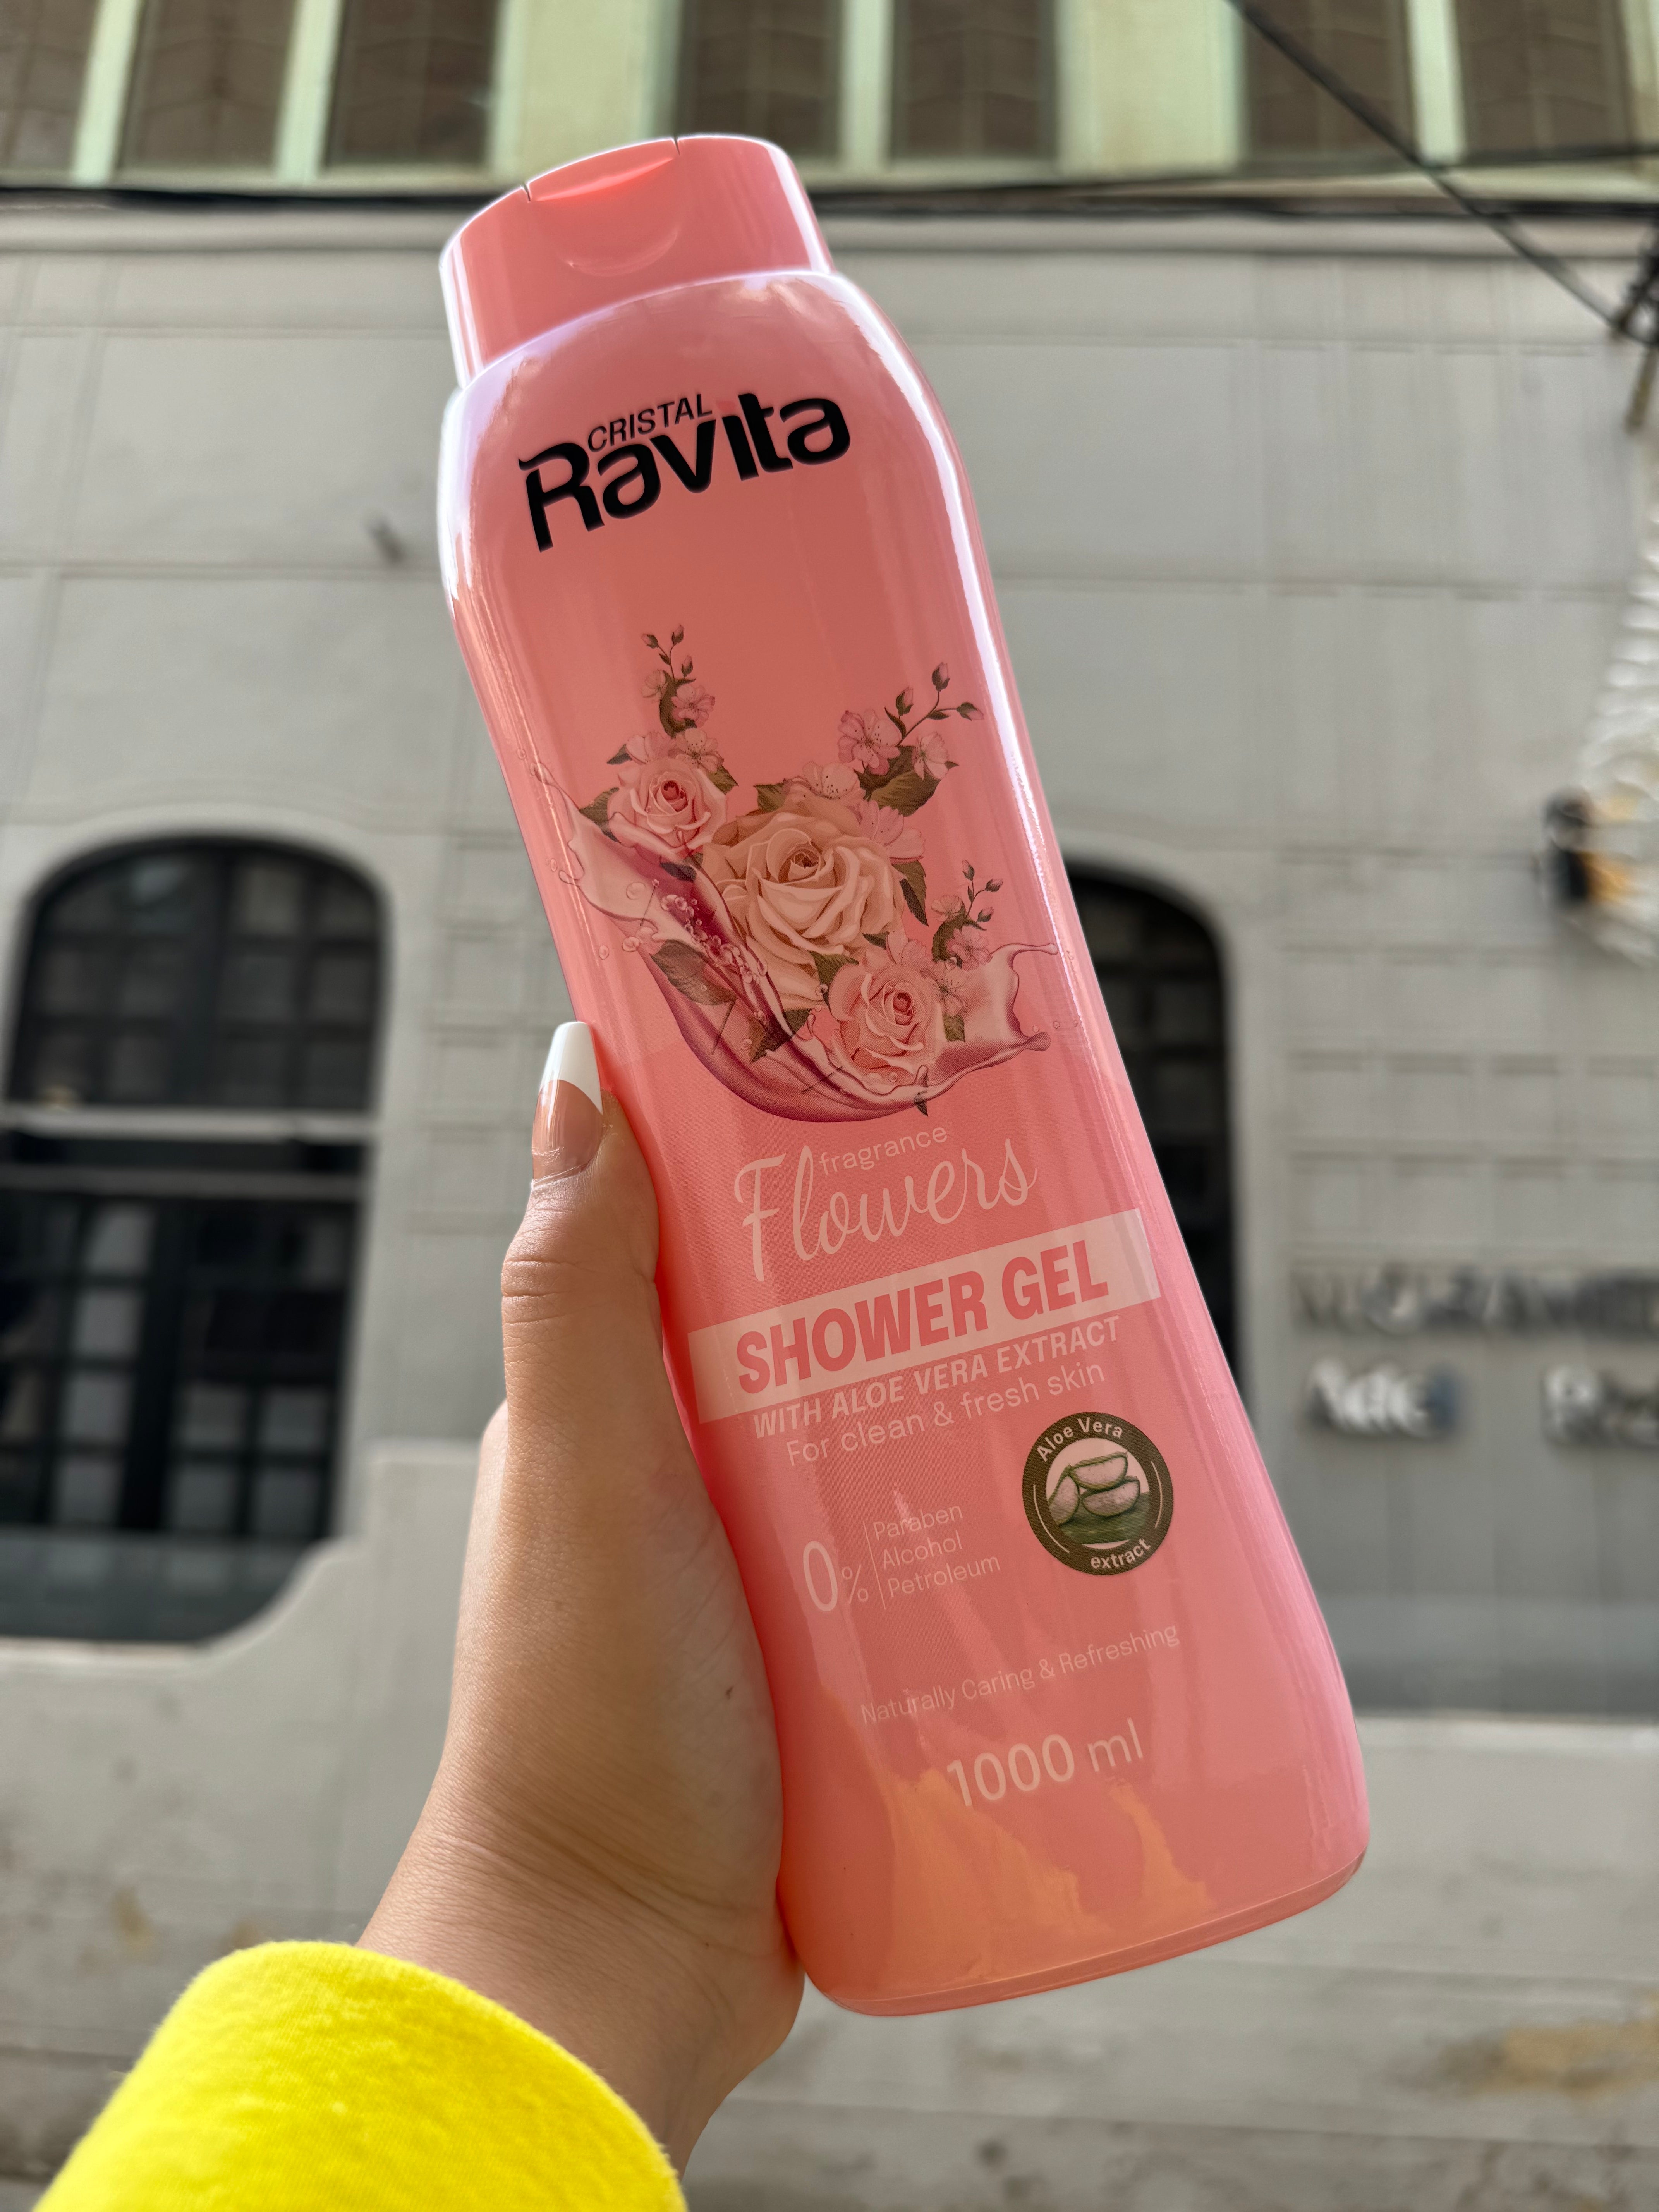 CRISTAL
Ravita
fragrance
Flowers
SHOWER GEL
WITH ALOE VERA EXTRACT
For clean & fresh skin
Aloe Vera
extract
0%
Paraben
Alcohol
Petroleum
Naturally Caring & Refreshing
1000 ml